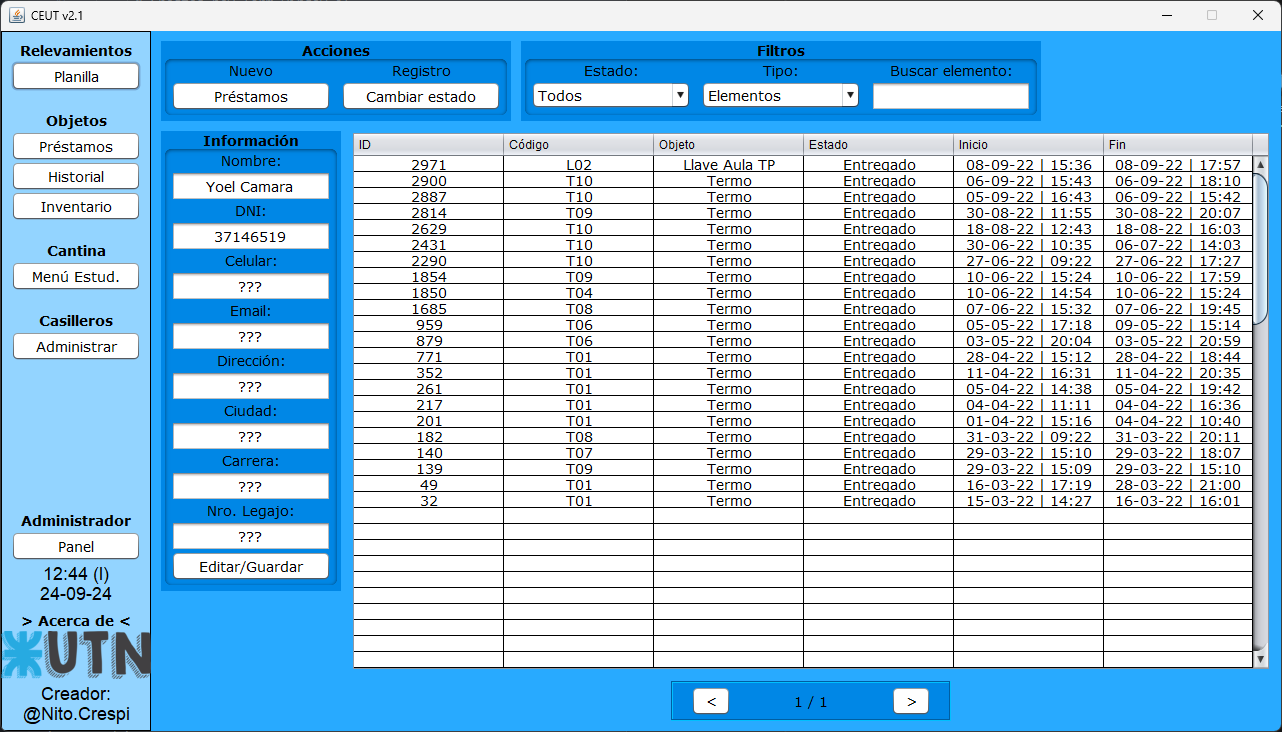 CEUT v2.1
Relevamientos
Planilla
Objetos
Préstamos
Historial
Inventario
Cantina
Menú Estud.
Casilleros
Administrar
Administrador
Panel
12:44 (I)
24-09-24
> Acerca de <
UTN
Creador:
@Nito.Crespi
Acciones
Nuevo Registro
Préstamos Cambiar estado
Filtros
Estado: Tipo: Buscar elemento:
Todos Elementos
Información
Nombre:
Yoel Camara
DNI:
37146519
Celular:
???
Email:
???
Dirección:
???
Ciudad:
???
Carrera:
???
Nro. Legajo:
???
Editar/Guardar
ID Código Objeto Estado Inicio Fin
2971 L02 Llave Aula TP Entregado 08-09-22 | 15:36 08-09-22 | 17:57
2900 T10 Termo Entregado 06-09-22 | 15:43 06-09-22 | 18:10
2887 T10 Termo Entregado 05-09-22 | 16:43 06-09-22 | 15:42
2814 T09 Termo Entregado 30-08-22 | 11:55 30-08-22 | 20:07
2629 T10 Termo Entregado 18-08-22 | 12:43 18-08-22 | 16:03
2431 T10 Termo Entregado 30-06-22 | 10:35 06-07-22 | 14:03
2290 T10 Termo Entregado 27-06-22 | 09:22 27-06-22 | 17:27
1854 T09 Termo Entregado 10-06-22 | 15:24 10-06-22 | 17:59
1850 T04 Termo Entregado 10-06-22 | 14:54 10-06-22 | 15:24
1685 T08 Termo Entregado 07-06-22 | 15:32 07-06-22 | 19:45
959 T06 Termo Entregado 05-05-22 | 17:18 09-05-22 | 15:14
879 T06 Termo Entregado 03-05-22 | 20:04 03-05-22 | 20:59
771 T01 Termo Entregado 28-04-22 | 15:12 28-04-22 | 18:44
352 T01 Termo Entregado 11-04-22 | 16:31 11-04-22 | 20:35
261 T01 Termo Entregado 05-04-22 | 14:38 05-04-22 | 19:42
217 T01 Termo Entregado 04-04-22 | 11:11 04-04-22 | 16:36
201 T01 Termo Entregado 01-04-22 | 15:16 04-04-22 | 10:40
182 T08 Termo Entregado 31-03-22 | 09:22 31-03-22 | 20:11
140 T07 Termo Entregado 29-03-22 | 15:10 29-03-22 | 18:07
139 T09 Termo Entregado 29-03-22 | 15:09 29-03-22 | 15:10
49 T01 Termo Entregado 16-03-22 | 17:19 28-03-22 | 21:00
32 T01 Termo Entregado 15-03-22 | 14:27 16-03-22 | 16:01
< 1 / 1 >